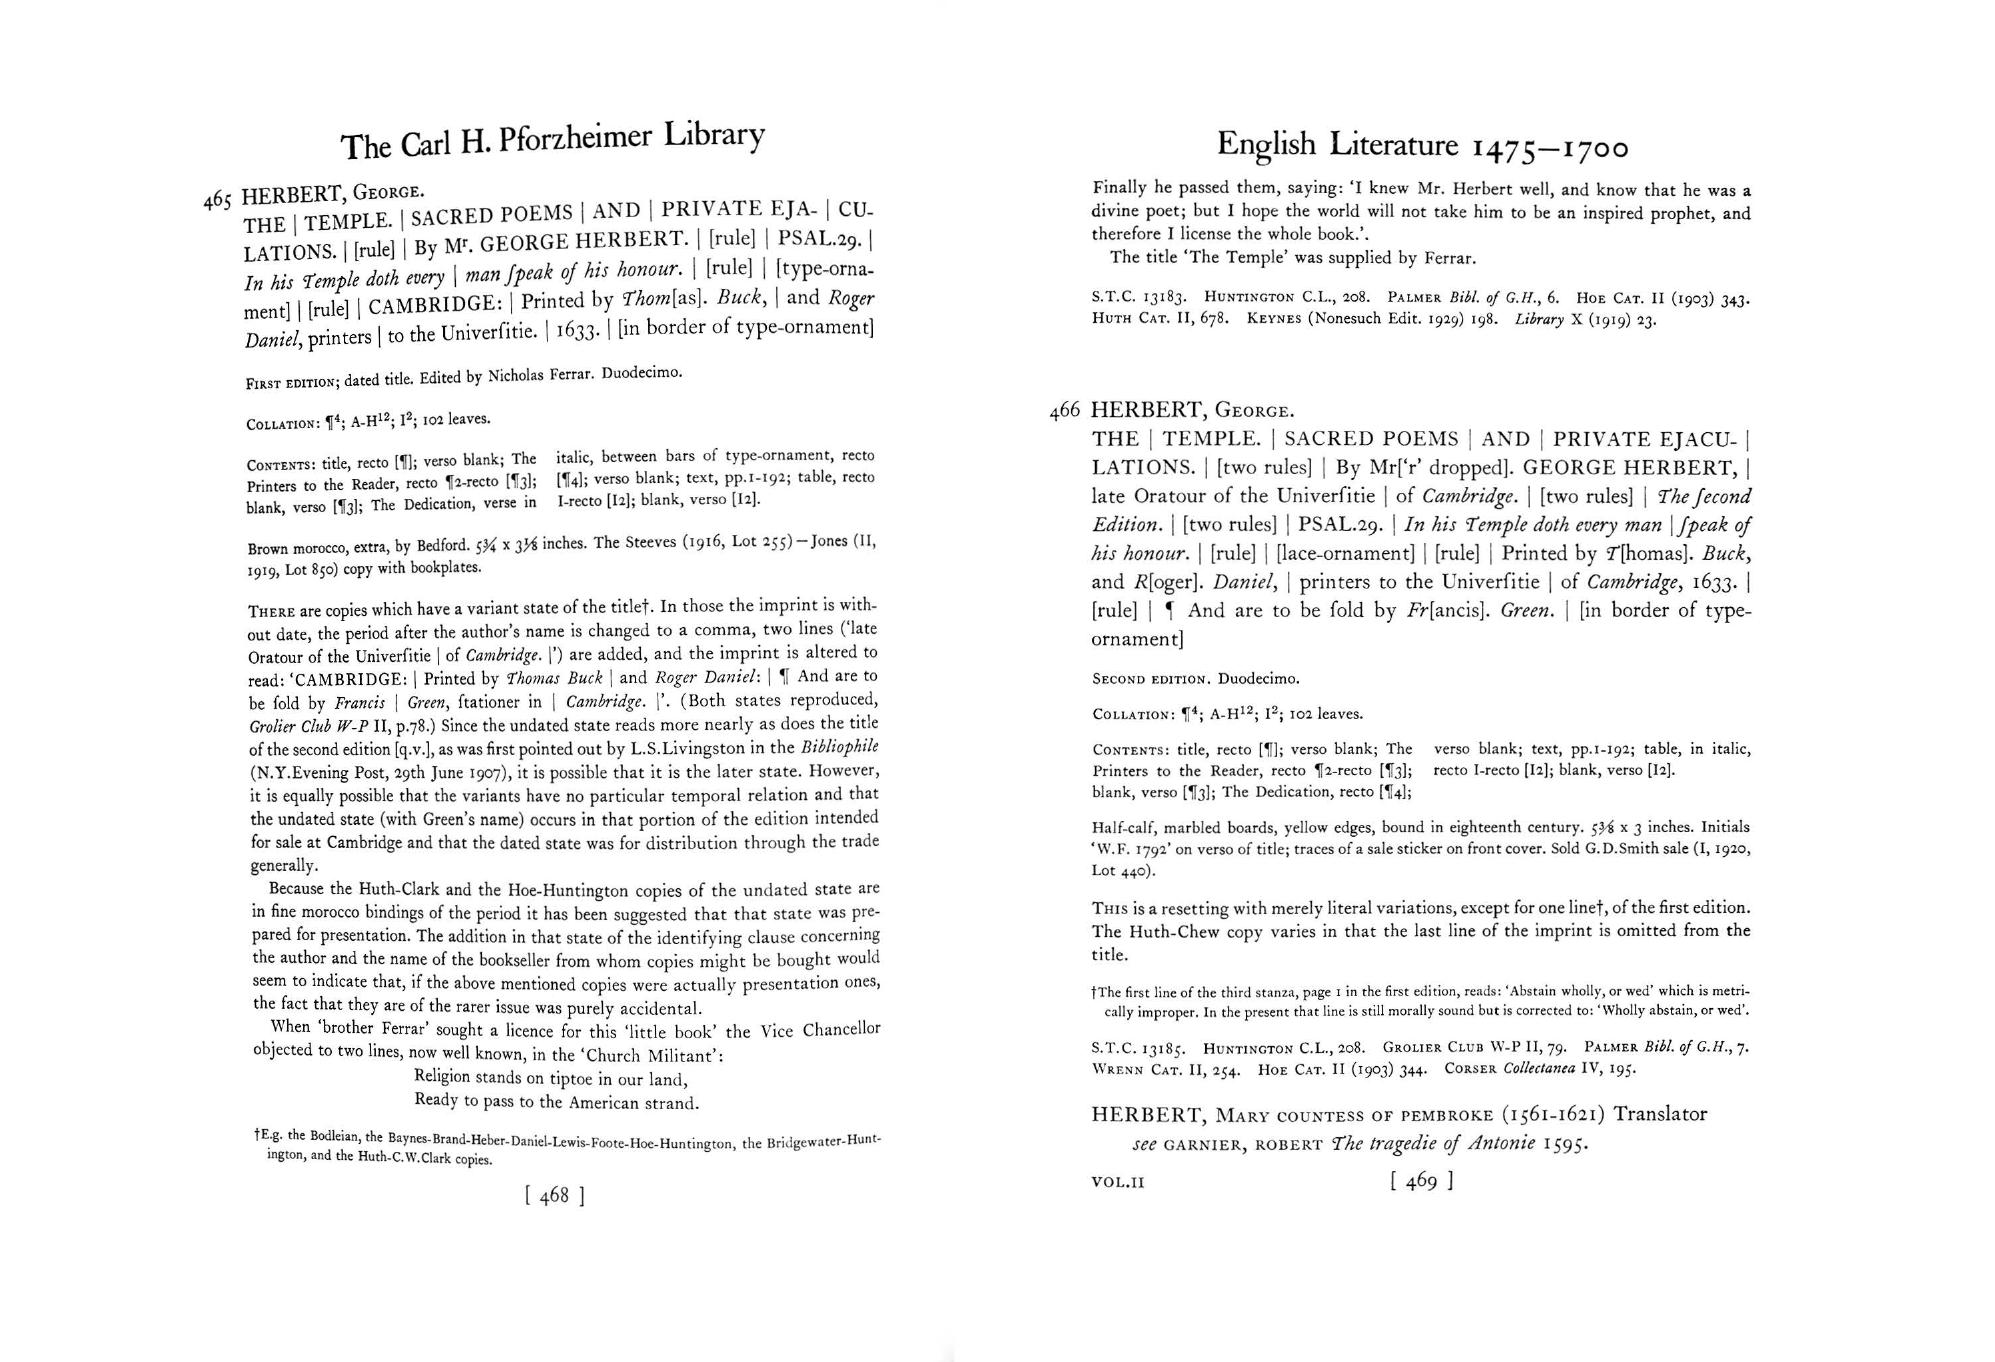 The Carl H. Pforzheimer Library
465 HERBERT, George.
THE | TEMPLE. | SACRED POEMS | AND | PRIVATE EJA- | CU-
LATIONS. | [rule] | By Mr. GEORGE HERBERT. | [rule] | PSAL.29. |
In his Temple doth every | man ſpeak of his honour. | [rule] | [type-orna-
ment] | [rule] | CAMBRIDGE: | Printed by Thom[as]. Buck, | and Roger
Daniel, printers | to the Univerſitie. | 1633. | [in border of type-ornament]
First edition; dated title. Edited by Nicholas Ferrar. Duodecimo.
Collation: ¶⁴; A-H¹²; I²; 102 leaves.
Contents: title, recto [¶]; verso blank; The
Printers to the Reader, recto ¶2-recto [¶3];
blank, verso [¶3]; The Dedication, verse in
italic, between bars of type-ornament, recto
[¶4]; verso blank; text, pp.1-192; table, recto
I-recto [I2]; blank, verso [I2].
Brown morocco, extra, by Bedford. 5¾ x 3⅛ inches. The Steeves (1916, Lot 255)—Jones (II,
1919, Lot 850) copy with bookplates.
There are copies which have a variant state of the title†. In those the imprint is with-
out date, the period after the author's name is changed to a comma, two lines ('late
Oratour of the Univerſitie | of Cambridge. |') are added, and the imprint is altered to
read: 'CAMBRIDGE: | Printed by Thomas Buck | and Roger Daniel: | ¶ And are to
be ſold by Francis | Green, ſtationer in | Cambridge. |'. (Both states reproduced,
Grolier Club W-P II, p.78.) Since the undated state reads more nearly as does the title
of the second edition [q.v.], as was first pointed out by L.S.Livingston in the Bibliophile
(N.Y.Evening Post, 29th June 1907), it is possible that it is the later state. However,
it is equally possible that the variants have no particular temporal relation and that
the undated state (with Green's name) occurs in that portion of the edition intended
for sale at Cambridge and that the dated state was for distribution through the trade
generally.
Because the Huth-Clark and the Hoe-Huntington copies of the undated state are
in fine morocco bindings of the period it has been suggested that that state was pre-
pared for presentation. The addition in that state of the identifying clause concerning
the author and the name of the bookseller from whom copies might be bought would
seem to indicate that, if the above mentioned copies were actually presentation ones,
the fact that they are of the rarer issue was purely accidental.
When 'brother Ferrar' sought a licence for this 'little book' the Vice Chancellor
objected to two lines, now well known, in the 'Church Militant':
Religion stands on tiptoe in our land,
Ready to pass to the American strand.
†E.g. the Bodleian, the Baynes-Brand-Heber-Daniel-Lewis-Foote-Hoe-Huntington, the Bridgewater-Hunt-
ington, and the Huth-C.W.Clark copies.
[ 468 ]
English Literature 1475—1700
Finally he passed them, saying: 'I knew Mr. Herbert well, and know that he was a
divine poet; but I hope the world will not take him to be an inspired prophet, and
therefore I license the whole book.'.
The title 'The Temple' was supplied by Ferrar.
S.T.C. 13183. Huntington C.L., 208. Palmer Bibl. of G.H., 6. Hoe Cat. II (1903) 343.
Huth Cat. II, 678. Keynes (Nonesuch Edit. 1929) 198. Library X (1919) 23.
466 HERBERT, George.
THE | TEMPLE. | SACRED POEMS | AND | PRIVATE EJACU- |
LATIONS. | [two rules] | By Mr['r' dropped]. GEORGE HERBERT, |
late Oratour of the Univerſitie | of Cambridge. | [two rules] | The ſecond
Edition. | [two rules] | PSAL.29. | In his Temple doth every man | ſpeak of
his honour. | [rule] | [lace-ornament] | [rule] | Printed by T[homas]. Buck,
and R[oger]. Daniel, | printers to the Univerſitie | of Cambridge, 1633. |
[rule] | ¶ And are to be ſold by Fr[ancis]. Green. | [in border of type-
ornament]
Second edition. Duodecimo.
Collation: ¶⁴; A-H¹²; I²; 102 leaves.
Contents: title, recto [¶]; verso blank; The
Printers to the Reader, recto ¶2-recto [¶3];
blank, verso [¶3]; The Dedication, recto [¶4];
verso blank; text, pp.1-192; table, in italic,
recto I-recto [I2]; blank, verso [I2].
Half-calf, marbled boards, yellow edges, bound in eighteenth century. 5⅜ x 3 inches. Initials
'W.F. 1792' on verso of title; traces of a sale sticker on front cover. Sold G.D.Smith sale (I, 1920,
Lot 440).
This is a resetting with merely literal variations, except for one line†, of the first edition.
The Huth-Chew copy varies in that the last line of the imprint is omitted from the
title.
†The first line of the third stanza, page 1 in the first edition, reads: 'Abstain wholly, or wed' which is metri-
cally improper. In the present that line is still morally sound but is corrected to: 'Wholly abstain, or wed'.
S.T.C. 13185. Huntington C.L., 208. Grolier Club W-P II, 79. Palmer Bibl. of G.H., 7.
Wrenn Cat. II, 254. Hoe Cat. II (1903) 344. Corser Collectanea IV, 195.
HERBERT, Mary countess of pembroke (1561-1621) Translator
see garnier, robert The tragedie of Antonie 1595.
VOL.II
[ 469 ]